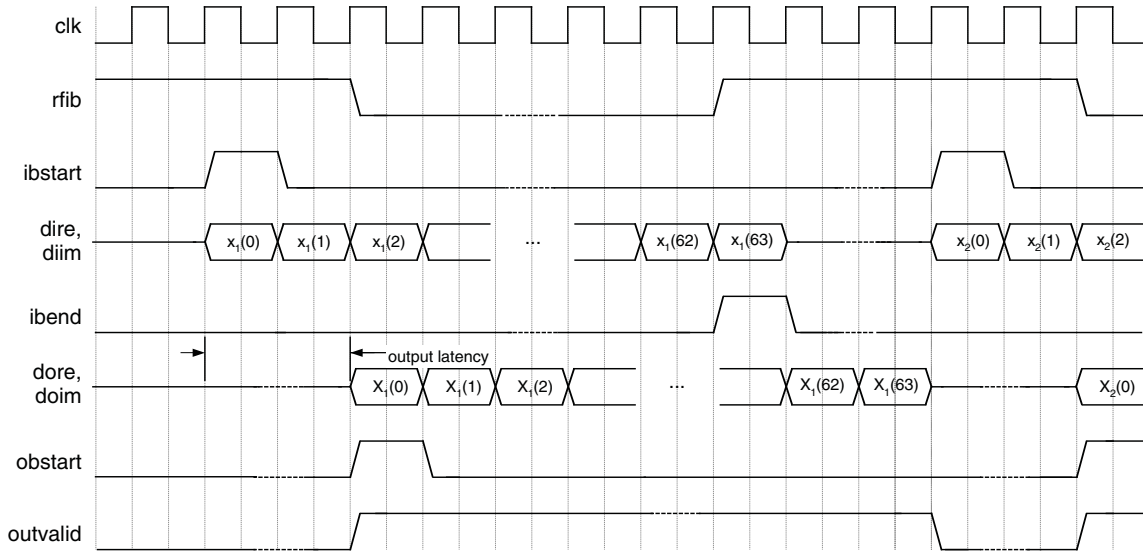 clk
rfib
ibstart
dire,
diim
x₁(0) x₁(1) x₁(2) ... x₁(62) x₁(63) x₂(0) x₂(1) x₂(2)
ibend
output latency
dore,
doim
X₁(0) X₁(1) X₁(2) ... X₁(62) X₁(63) X₂(0)
obstart
outvalid